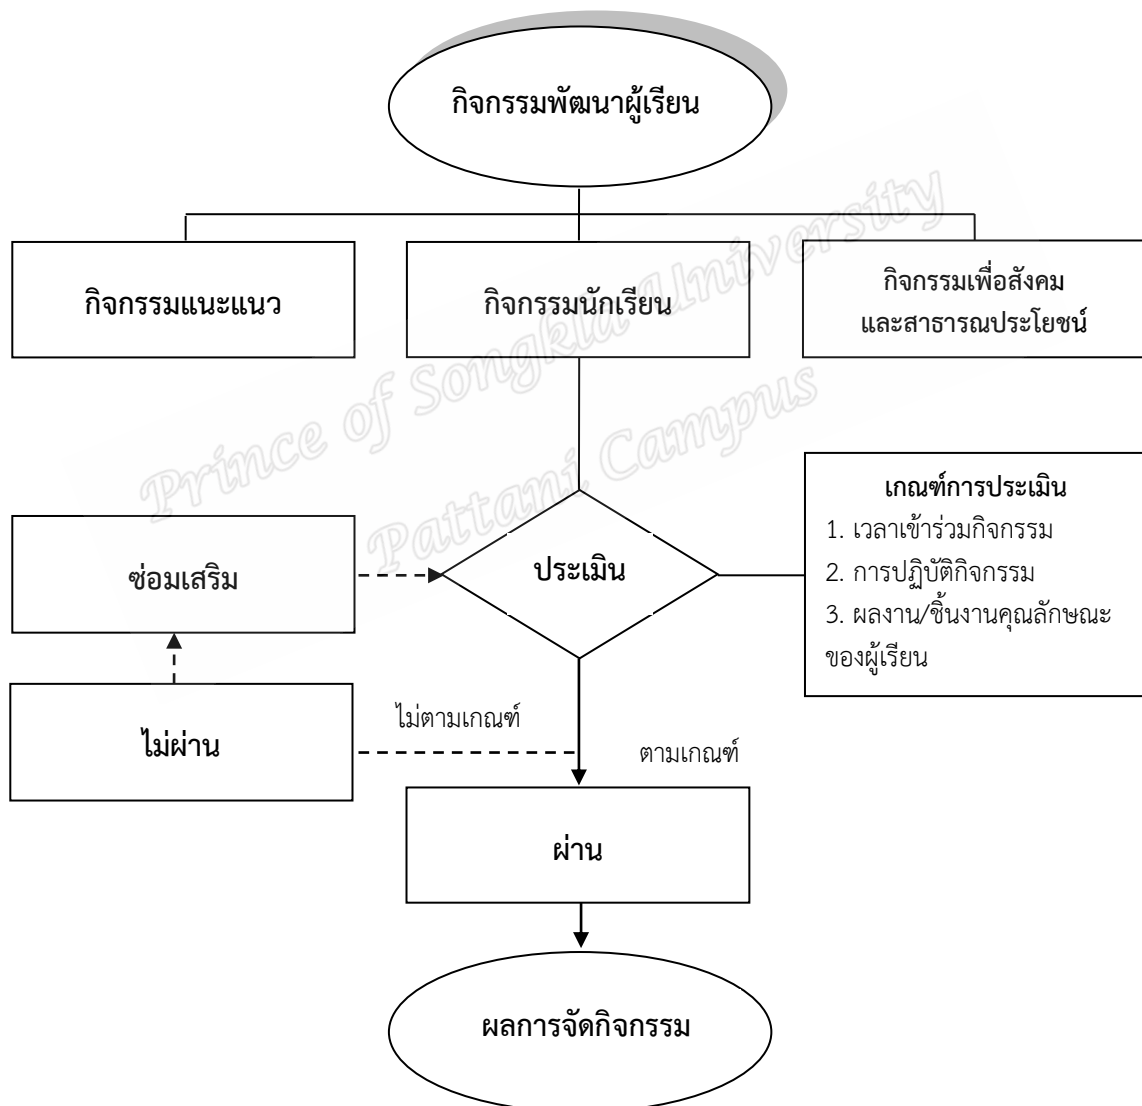 กิจกรรมพัฒนาผู้เรียน
กิจกรรมแนะแนว
กิจกรรมนักเรียน
กิจกรรมเพื่อสังคม
และสาธารณประโยชน์
Prince of Songkla University
Pattani Campus
เกณฑ์การประเมิน
1. เวลาเข้าร่วมกิจกรรม
2. การปฏิบัติกิจกรรม
3. ผลงาน/ชิ้นงานคุณลักษณะ
ของผู้เรียน
ซ่อมเสริม
ประเมิน
ไม่ผ่าน
ไม่ตามเกณฑ์
ตามเกณฑ์
ผ่าน
ผลการจัดกิจกรรม